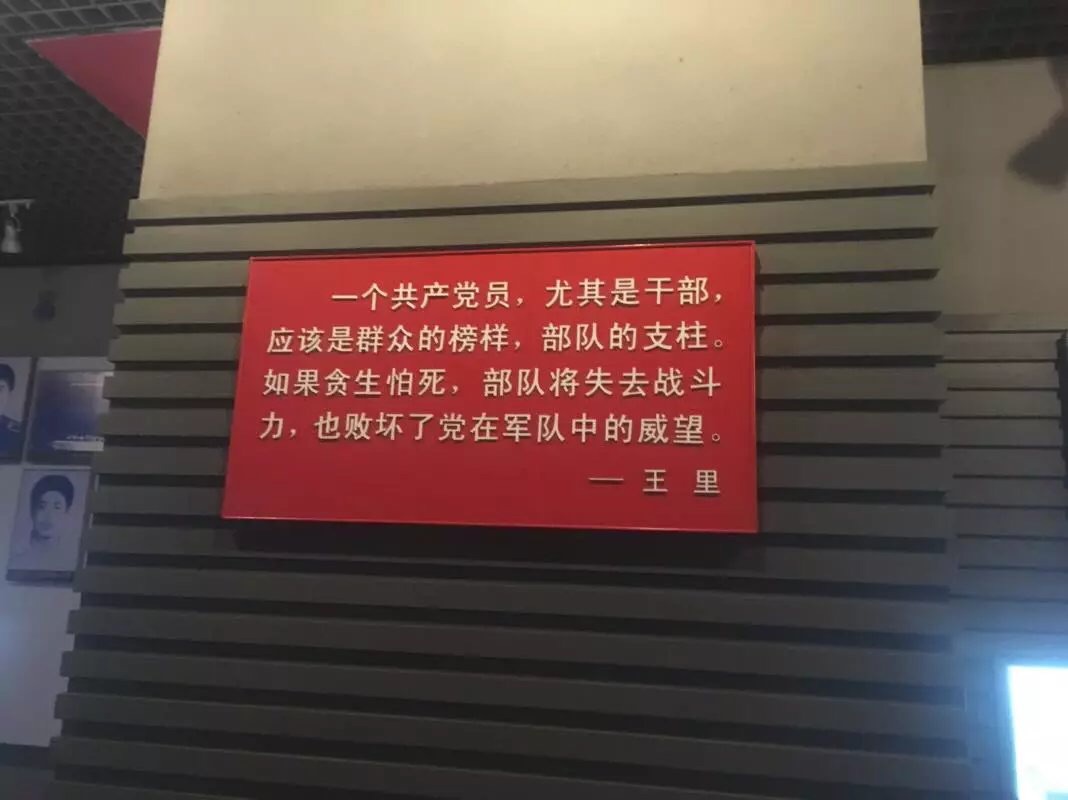 一个共产党员，尤其是干部，
应该是群众的榜样，部队的支柱。
如果贪生怕死，部队将失去战斗
力，也败坏了党在军队中的威望。
— 王 里